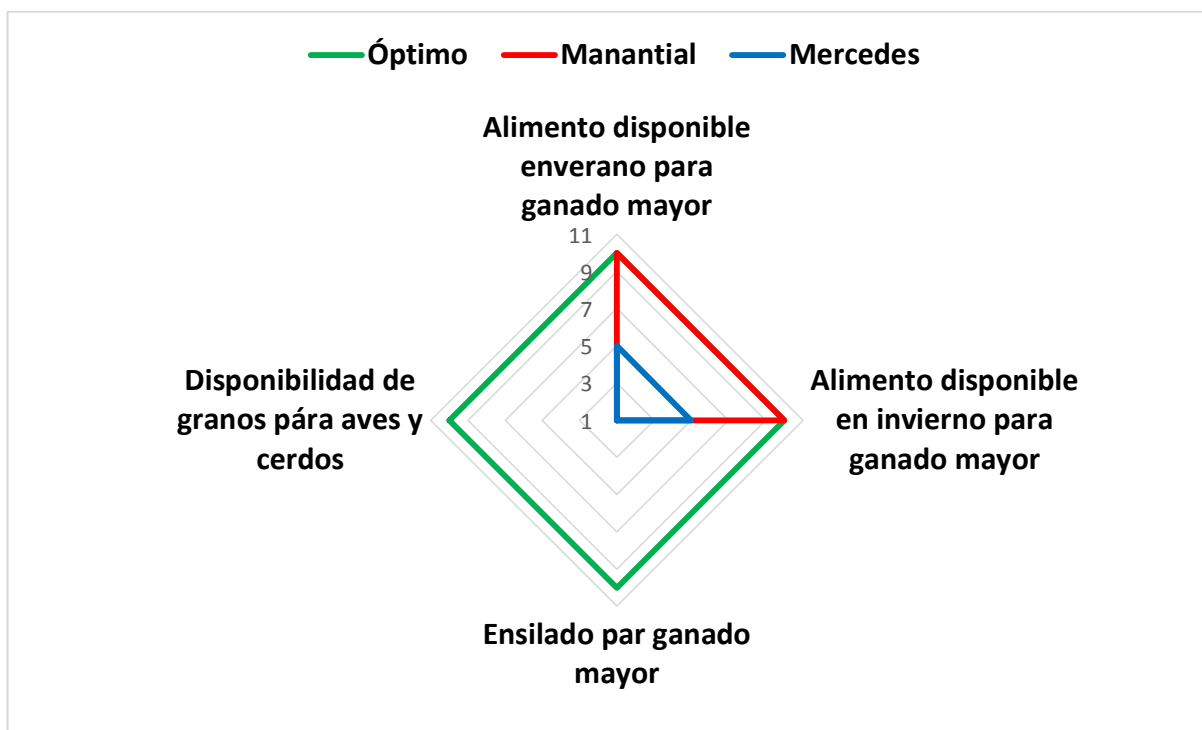 Óptimo Manantial Mercedes
Alimento disponible
enverano para
ganado mayor
11
9
7
5
3
1
Disponibilidad de
granos pára aves y
cerdos
Alimento disponible
en invierno para
ganado mayor
Ensilado par ganado
mayor